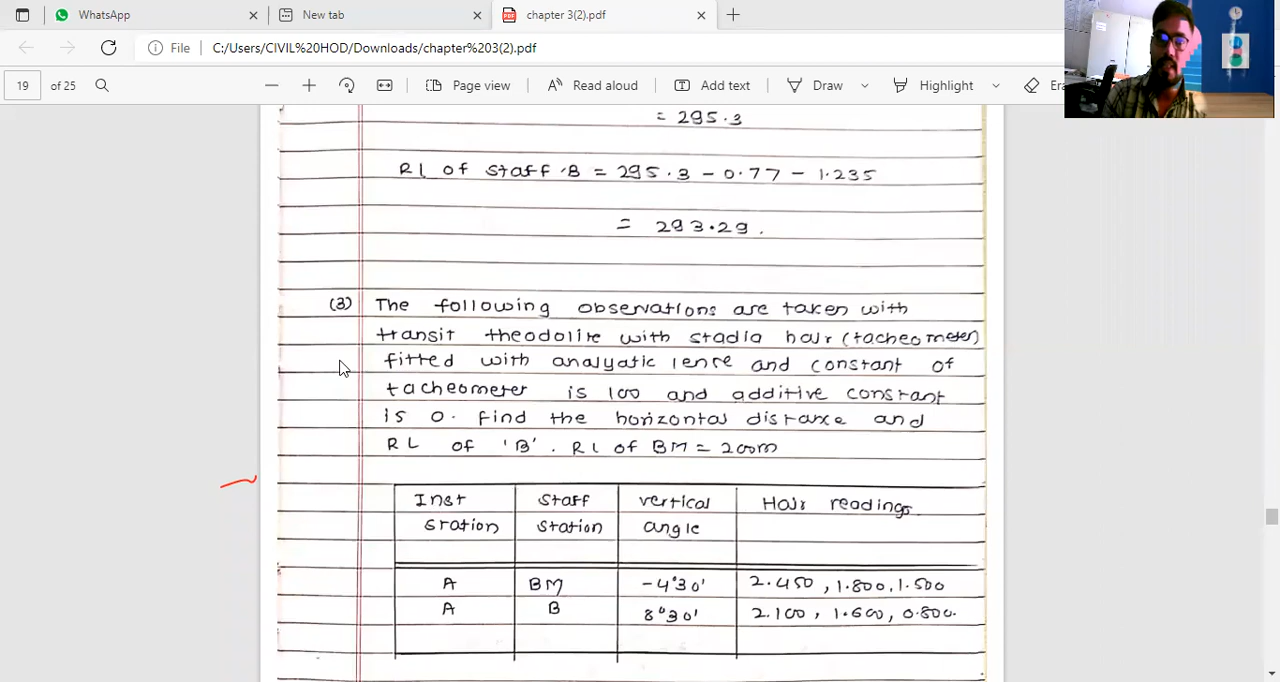 WhatsApp
New tab
chapter 3(2).pdf
File
C:/Users/CIVIL%20HOD/Downloads/chapter%203(2).pdf
19 of 25
Page view
Read aloud
Add text
Draw
Highlight
Era
= 295.3
RL of staff B = 295.3 - 0.77 - 1.235
= 293.29.
(3) The following observations are taken with
transit theodolite with stadia hair (tacheometer)
fitted with analyatic lense and constant of
tacheometer is 100 and additive constant
is 0. Find the horizontal distance and
RL of 'B'. RL of BM = 200m
Inst station
Staff station
vertical angle
Hair readings
A BM -4°30' 2.450, 1.800, 1.500
A B 8°30' 2.100, 1.600, 0.800.